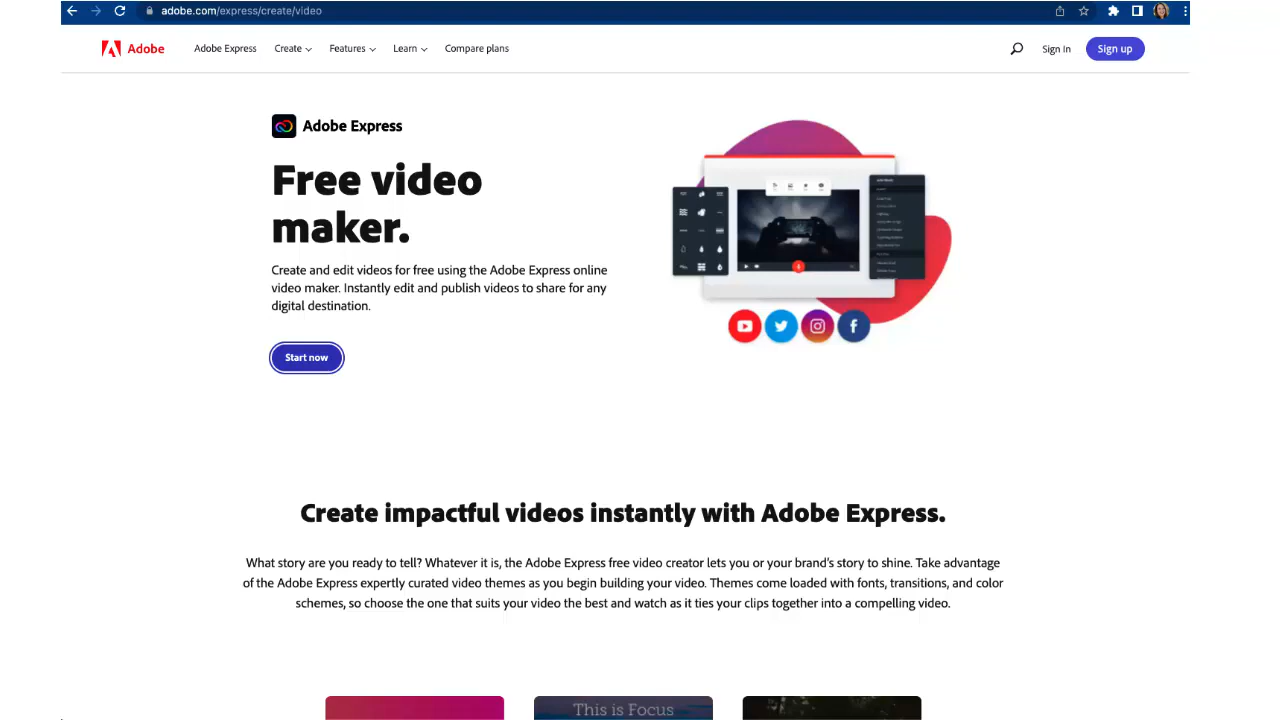 adobe.com/express/create/video
Adobe
Adobe Express
Create
Features
Learn
Compare plans
Sign In
Sign up
Adobe Express
Free video
maker.
Create and edit videos for free using the Adobe Express online
video maker. Instantly edit and publish videos to share for any
digital destination.
Start now
Create impactful videos instantly with Adobe Express.
What story are you ready to tell? Whatever it is, the Adobe Express free video creator lets you or your brand's story to shine. Take advantage
of the Adobe Express expertly curated video themes as you begin building your video. Themes come loaded with fonts, transitions, and color
schemes, so choose the one that suits your video the best and watch as it ties your clips together into a compelling video.
This is Focus